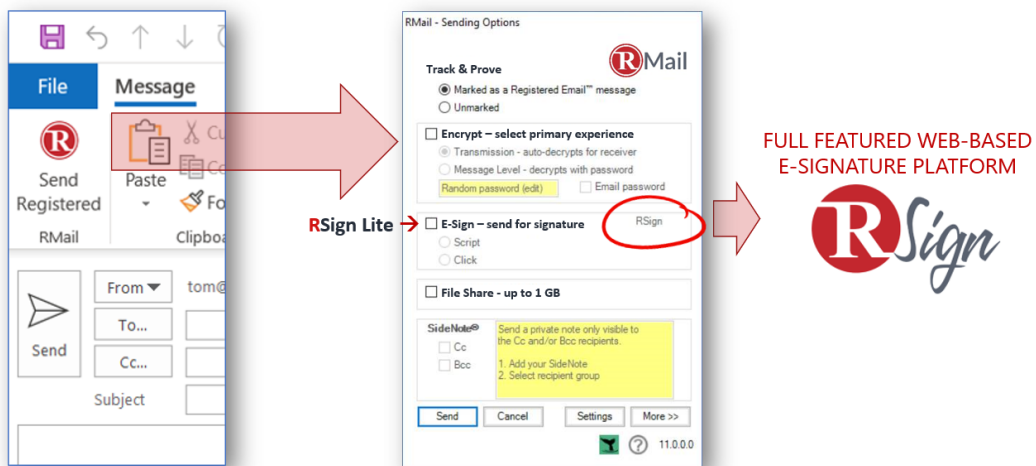 File Message
Send
Registered
Paste
Cu
Co
Fo
RMail
Clipboa
Send
From
tom@
To...
Cc...
Subject
RSign Lite
RMail - Sending Options
R Mail
Track & Prove
Marked as a Registered Email™ message
Unmarked
Encrypt – select primary experience
Transmission - auto-decrypts for receiver
Message Level - decrypts with password
Random password (edit)
Email password
E-Sign – send for signature
RSign
Script
Click
File Share - up to 1 GB
SideNote®
Cc
Bcc
Send a private note only visible to
the Cc and/or Bcc recipients.
1. Add your SideNote
2. Select recipient group
Send Cancel Settings More >>
11.0.0.0
FULL FEATURED WEB-BASED
E-SIGNATURE PLATFORM
RSign